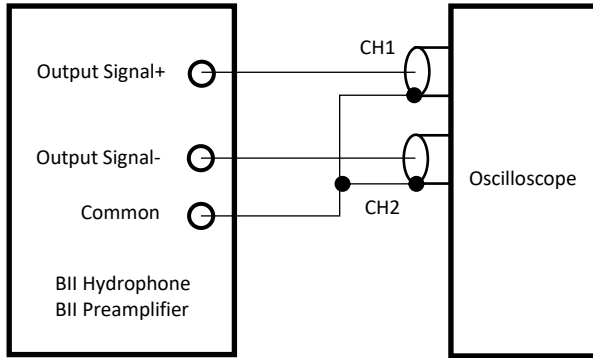 CH1
Output Signal+
Output Signal-
Oscilloscope
Common
CH2
BII Hydrophone
BII Preamplifier